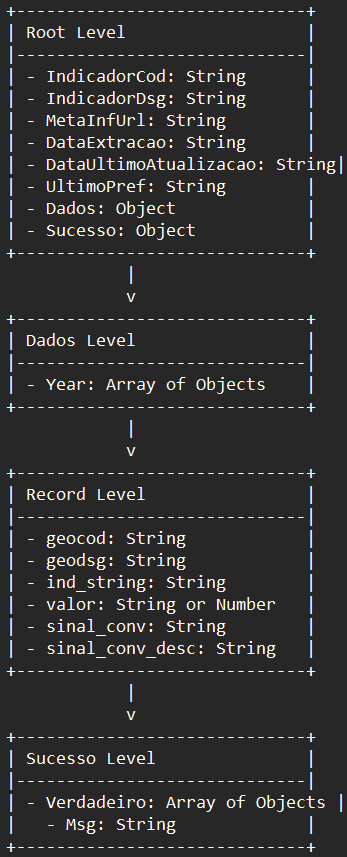 +-----------------------------+
| Root Level                  |
|-----------------------------|
| - IndicadorCod: String      |
| - IndicadorDsg: String      |
| - MetaInfUrl: String        |
| - DataExtracao: String      |
| - DataUltimoAtualizacao: String|
| - UltimoPref: String        |
| - Dados: Object             |
| - Sucesso: Object           |
+-----------------------------+
            |
            v
+-----------------------------+
| Dados Level                 |
|-----------------------------|
| - Year: Array of Objects    |
+-----------------------------+
            |
            v
+-----------------------------+
| Record Level                |
|-----------------------------|
| - geocod: String            |
| - geodsg: String            |
| - ind_string: String        |
| - valor: String or Number   |
| - sinal_conv: String        |
| - sinal_conv_desc: String   |
+-----------------------------+
            |
            v
+-----------------------------+
| Sucesso Level               |
|-----------------------------|
| - Verdadeiro: Array of Objects |
|   - Msg: String             |
+-----------------------------+